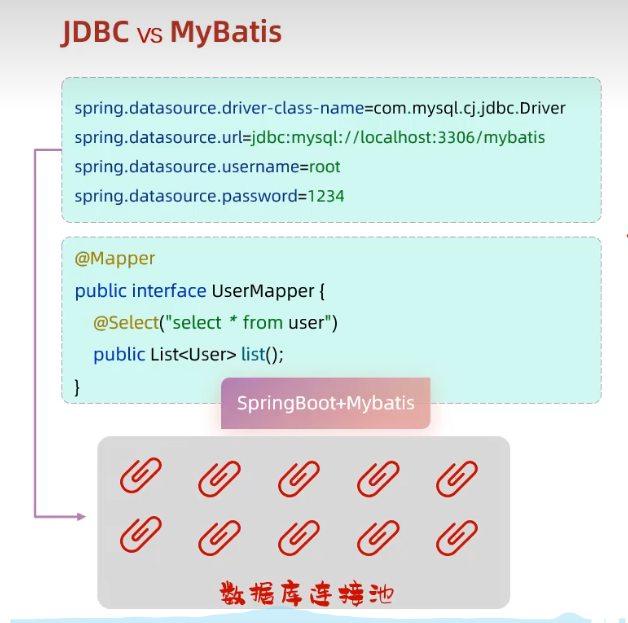 JDBC vs MyBatis
spring.datasource.driver-class-name=com.mysql.cj.jdbc.Driver
spring.datasource.url=jdbc:mysql://localhost:3306/mybatis
spring.datasource.username=root
spring.datasource.password=1234
@Mapper
public interface UserMapper {
@Select("select * from user")
public List<User> list();
}
SpringBoot+Mybatis
数据库连接池